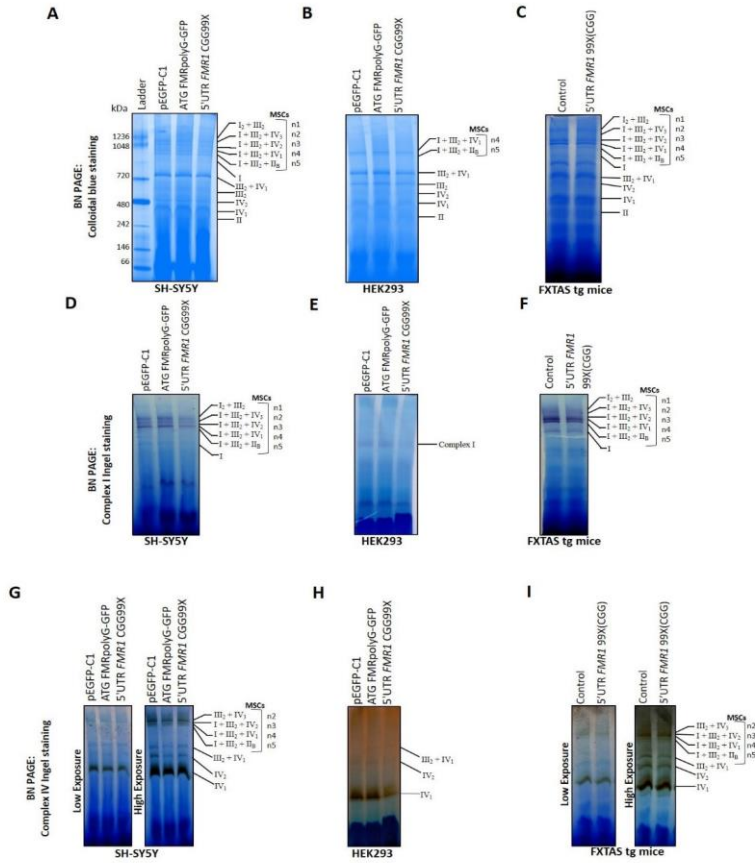 A
BN PAGE:
Colloidal blue staining
kDa
Ladder
pEGFP-C1
ATG FMRpolyG-GFP
5'UTR FMR1 CGG99X
1236
1048
720
480
242
146
66
MSCs
I2 + III2 n1
I + III2 + IV3 n2
I + III2 + IV2 n3
I + III2 + IV1 n4
I + III2 + IIB n5
I
III2 + IV1
III2
IV2
IV1
II
SH-SY5Y
B
pEGFP-C1
ATG FMRpolyG-GFP
5'UTR FMR1 CGG99X
MSCs
I + III2 + IV1 n4
I + III2 + IIB n5
III2 + IV1
III2
IV2
IV1
II
HEK293
C
Control
5'UTR FMR1 99X(CGG)
MSCs
I2 + III2 n1
I + III2 + IV3 n2
I + III2 + IV2 n3
I + III2 + IV1 n4
I + III2 + IIB n5
I
III2 + IV1
IV2
IV1
II
FXTAS tg mice
D
BN PAGE:
Complex I Ingel staining
pEGFP-C1
ATG FMRpolyG-GFP
5'UTR FMR1 CGG99X
MSCs
I2 + III2 n1
I + III2 + IV3 n2
I + III2 + IV2 n3
I + III2 + IV1 n4
I + III2 + IIB n5
I
SH-SY5Y
E
pEGFP-C1
ATG FMRpolyG-GFP
5'UTR FMR1 CGG99X
Complex I
HEK293
F
Control
5'UTR FMR1
99X(CGG)
MSCs
I2 + III2 n1
I + III2 + IV3 n2
I + III2 + IV2 n3
I + III2 + IV1 n4
I + III2 + IIB n5
I
FXTAS tg mice
G
BN PAGE:
Complex IV Ingel staining
pEGFP-C1
ATG FMRpolyG-GFP
5'UTR FMR1 CGG99X
Low Exposure
pEGFP-C1
ATG FMRpolyG-GFP
5'UTR FMR1 CGG99X
High Exposure
MSCs
III2 + IV3 n2
I + III2 + IV2 n3
I + III2 + IV1 n4
I + III2 + IIB n5
III2 + IV1
IV2
IV1
SH-SY5Y
H
pEGFP-C1
ATG FMRpolyG-GFP
5'UTR FMR1 CGG99X
III2 + IV1
IV2
IV1
HEK293
I
Control
5'UTR FMR1 99X(CGG)
Low Exposure
Control
5'UTR FMR1 99X(CGG)
High Exposure
MSCs
III2 + IV3 n2
I + III2 + IV2 n3
I + III2 + IV1 n4
I + III2 + IIB n5
III2 + IV1
IV2
IV1
FXTAS tg mice